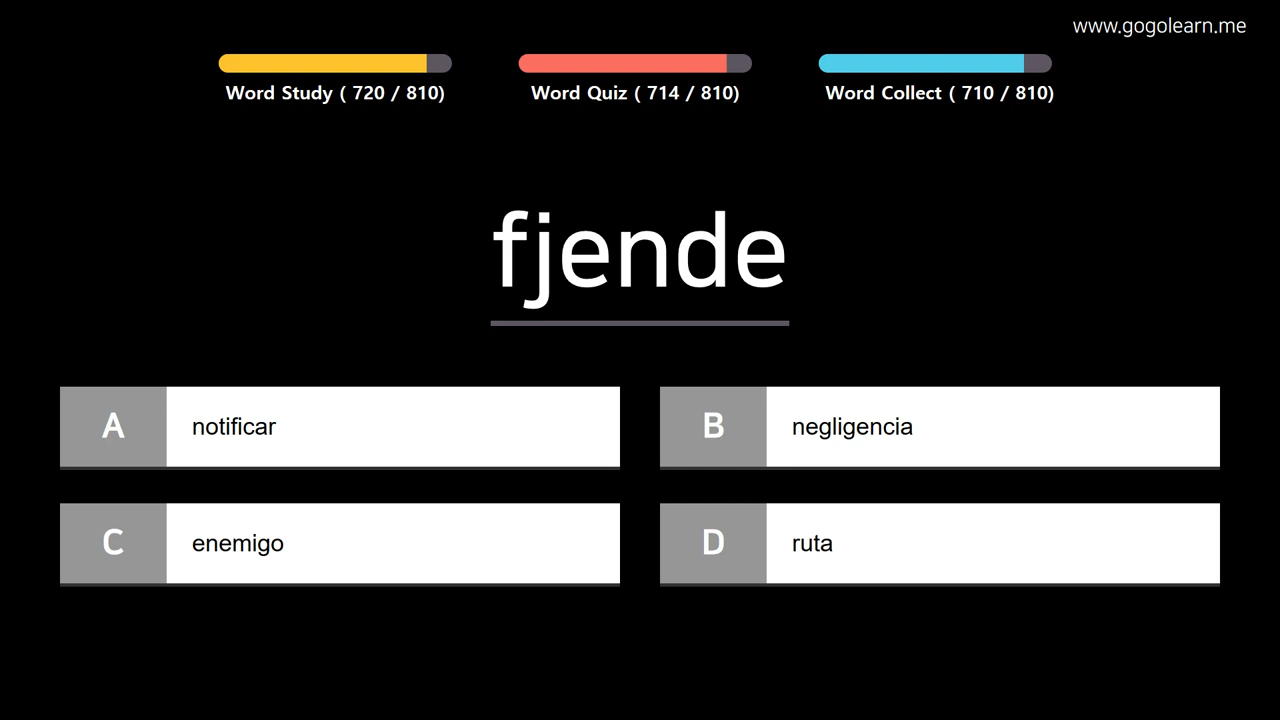 www.gogolearn.me
Word Study ( 720 / 810)
Word Quiz ( 714 / 810)
Word Collect ( 710 / 810)
fjende
A notificar
B negligencia
C enemigo
D ruta